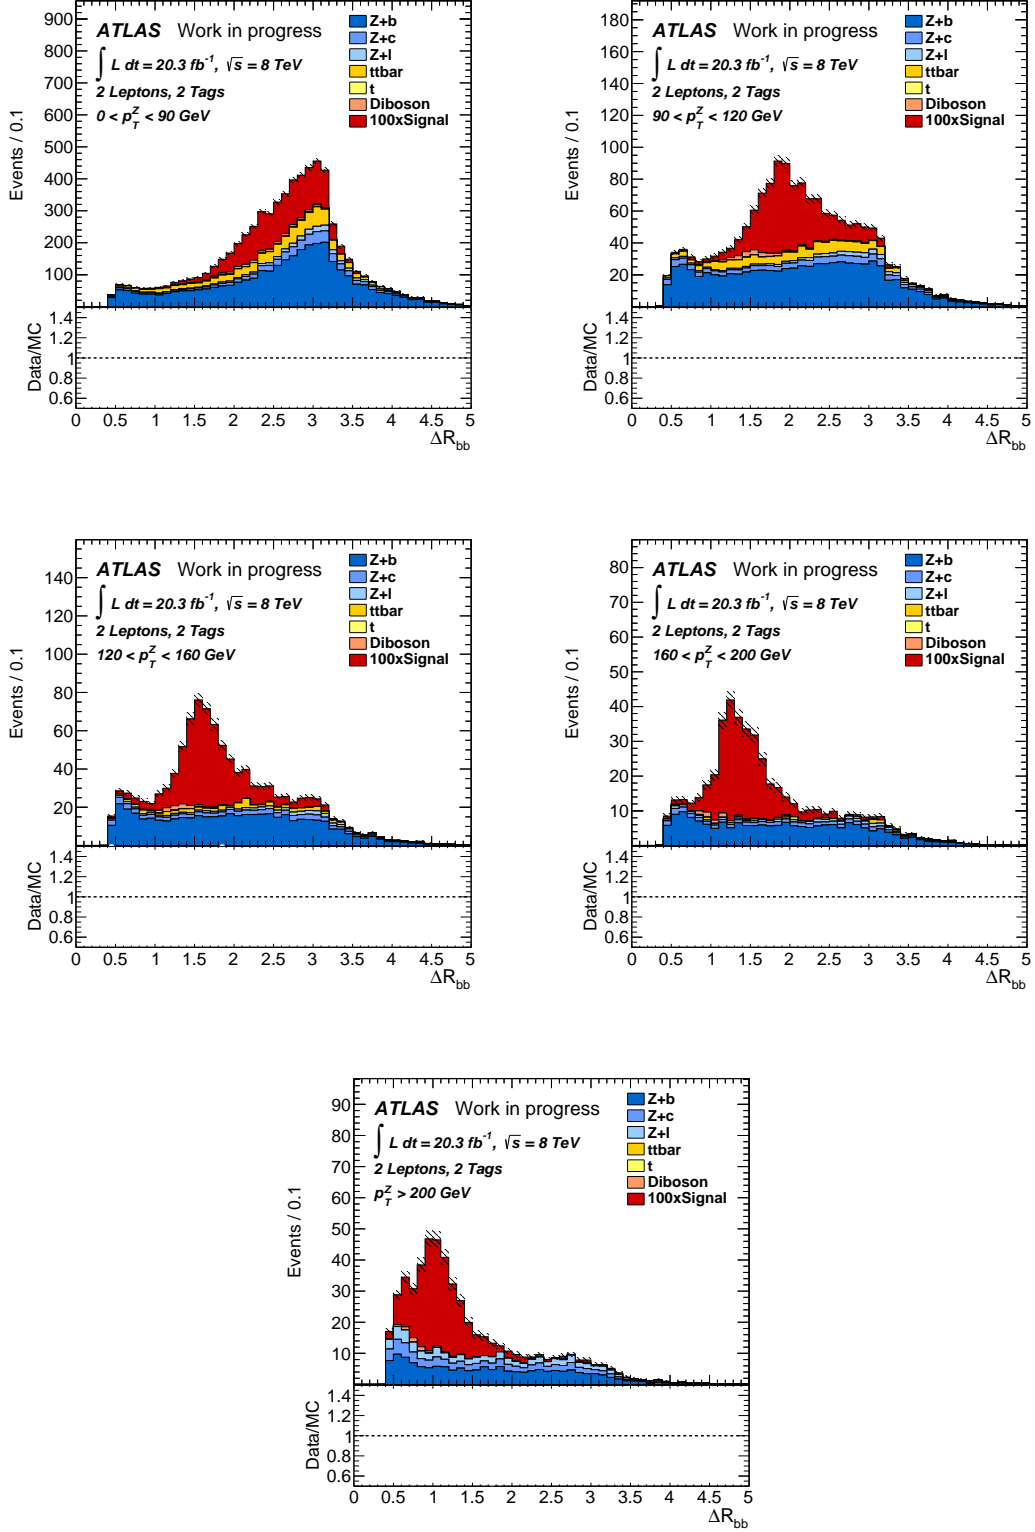 ATLAS Work in progress
∫ L dt = 20.3 fb⁻¹, √s = 8 TeV
2 Leptons, 2 Tags
0 < p_T^Z < 90 GeV
Z+b
Z+c
Z+l
ttbar
t
Diboson
100xSignal
Events / 0.1
900
800
700
600
500
400
300
200
100
Data/MC
1.4
1.2
1
0.8
0.6
0 0.5 1 1.5 2 2.5 3 3.5 4 4.5 5
ΔR_bb
ATLAS Work in progress
∫ L dt = 20.3 fb⁻¹, √s = 8 TeV
2 Leptons, 2 Tags
90 < p_T^Z < 120 GeV
Z+b
Z+c
Z+l
ttbar
t
Diboson
100xSignal
Events / 0.1
180
160
140
120
100
80
60
40
20
Data/MC
1.4
1.2
1
0.8
0.6
0 0.5 1 1.5 2 2.5 3 3.5 4 4.5 5
ΔR_bb
ATLAS Work in progress
∫ L dt = 20.3 fb⁻¹, √s = 8 TeV
2 Leptons, 2 Tags
120 < p_T^Z < 160 GeV
Z+b
Z+c
Z+l
ttbar
t
Diboson
100xSignal
Events / 0.1
140
120
100
80
60
40
20
Data/MC
1.4
1.2
1
0.8
0.6
0 0.5 1 1.5 2 2.5 3 3.5 4 4.5 5
ΔR_bb
ATLAS Work in progress
∫ L dt = 20.3 fb⁻¹, √s = 8 TeV
2 Leptons, 2 Tags
160 < p_T^Z < 200 GeV
Z+b
Z+c
Z+l
ttbar
t
Diboson
100xSignal
Events / 0.1
80
70
60
50
40
30
20
10
Data/MC
1.4
1.2
1
0.8
0.6
0 0.5 1 1.5 2 2.5 3 3.5 4 4.5 5
ΔR_bb
ATLAS Work in progress
∫ L dt = 20.3 fb⁻¹, √s = 8 TeV
2 Leptons, 2 Tags
p_T^Z > 200 GeV
Z+b
Z+c
Z+l
ttbar
t
Diboson
100xSignal
Events / 0.1
90
80
70
60
50
40
30
20
10
Data/MC
1.4
1.2
1
0.8
0.6
0 0.5 1 1.5 2 2.5 3 3.5 4 4.5 5
ΔR_bb